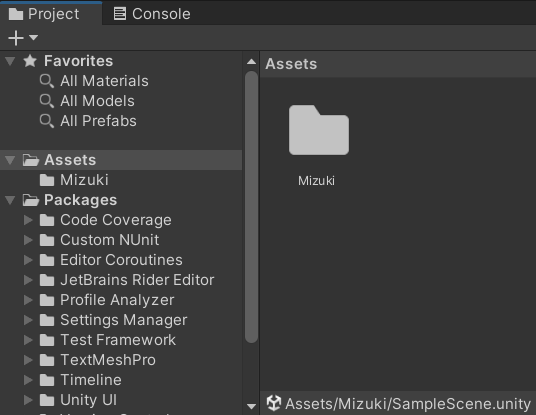 Project
Console
Favorites
All Materials
All Models
All Prefabs
Assets
Mizuki
Packages
Code Coverage
Custom NUnit
Editor Coroutines
JetBrains Rider Editor
Profile Analyzer
Settings Manager
Test Framework
TextMeshPro
Timeline
Unity UI
Assets
Mizuki
Assets/Mizuki/SampleScene.unity